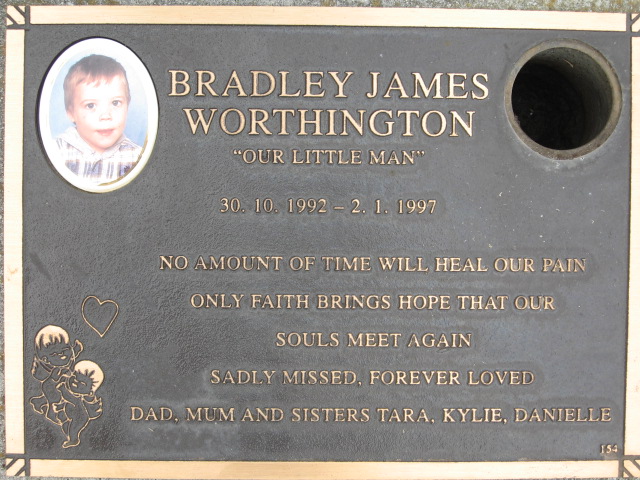 BRADLEY JAMES
WORTHINGTON
“OUR LITTLE MAN”
30. 10. 1992 – 2. 1. 1997
NO AMOUNT OF TIME WILL HEAL OUR PAIN
ONLY FAITH BRINGS HOPE THAT OUR
SOULS MEET AGAIN
SADLY MISSED, FOREVER LOVED
DAD, MUM AND SISTERS TARA, KYLIE, DANIELLE
154